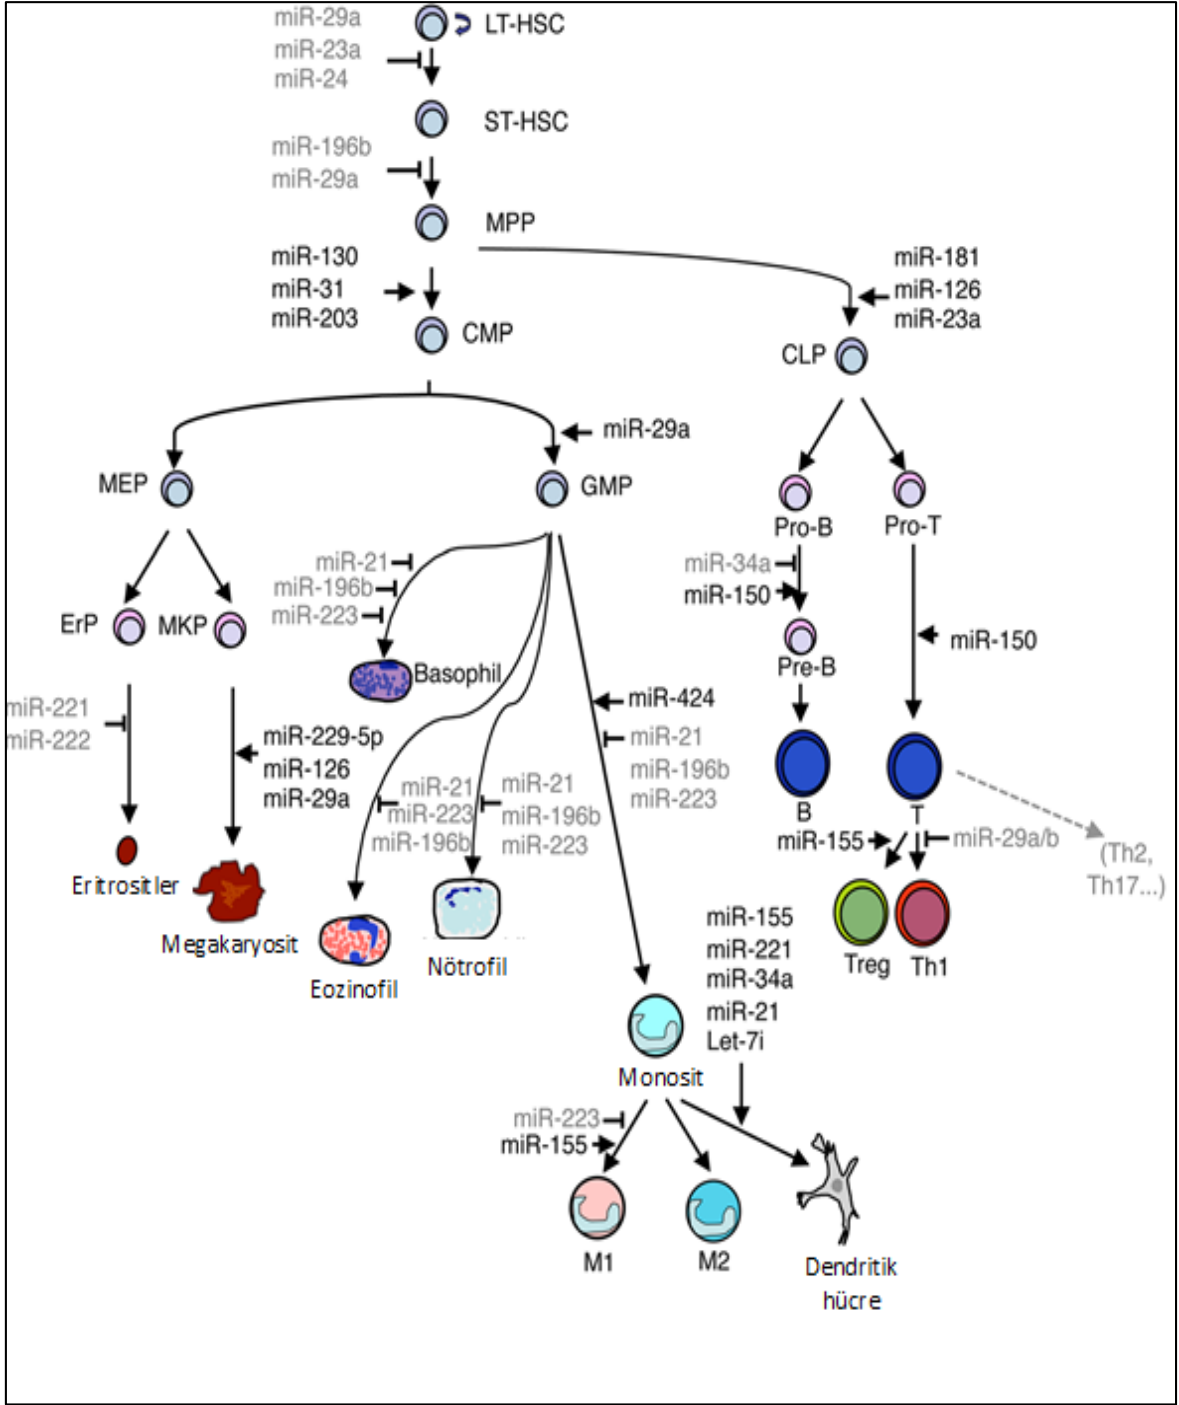 miR-29a
LT-HSC
miR-23a
miR-24
ST-HSC
miR-196b
miR-29a
MPP
miR-130
miR-31
miR-203
CMP
miR-181
miR-126
miR-23a
CLP
miR-29a
MEP
GMP
Pro-B
Pro-T
miR-21
miR-196b
miR-223
miR-34a
miR-150
ErP
MKP
miR-150
Basophil
Pre-B
miR-221
miR-222
miR-229-5p
miR-126
miR-29a
miR-424
miR-21
miR-196b
miR-223
miR-21
miR-223
miR-196b
miR-21
miR-196b
miR-223
B
miR-155
miR-29a/b
(Th2,
Th17...)
Eritrositler
Megakaryosit
Eozinofil
Nötrofil
Treg
Th1
miR-155
miR-221
miR-34a
miR-21
Let-7i
Monosit
miR-223
miR-155
M1
M2
Dendritik
hücre